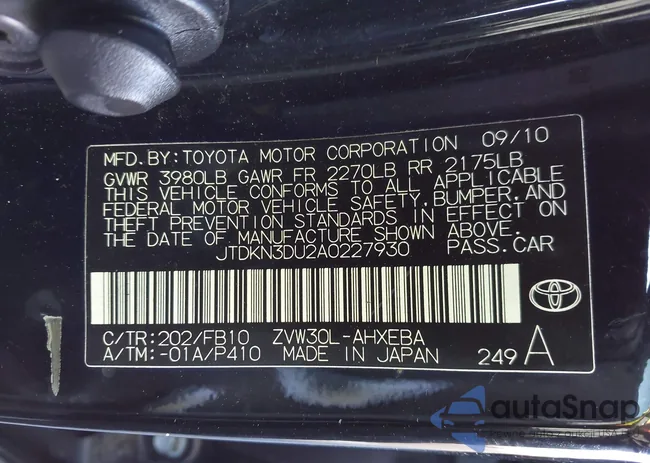 MFD. BY: TOYOTA MOTOR CORPORATION 09/10
GVWR 3980LB GAWR FR 2270LB RR 2175LB
THIS VEHICLE CONFORMS TO ALL APPLICABLE
FEDERAL MOTOR VEHICLE SAFETY, BUMPER, AND
THEFT PREVENTION STANDARDS IN EFFECT ON
THE DATE OF MANUFACTURE SHOWN ABOVE.
JTDKN3DU2A0227930 PASS. CAR
C/TR: 202/FB10 ZVW30L-AHXEBA
A/TM: -01A/P410 MADE IN JAPAN 249 A
autoSnap